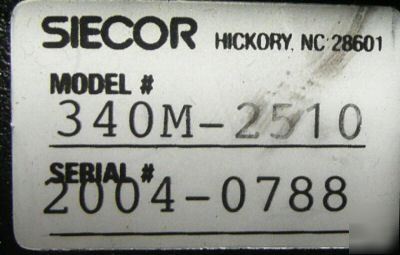 SIECOR HICKORY, NC 28601
MODEL #
340M-2510
SERIAL #
2004-0788